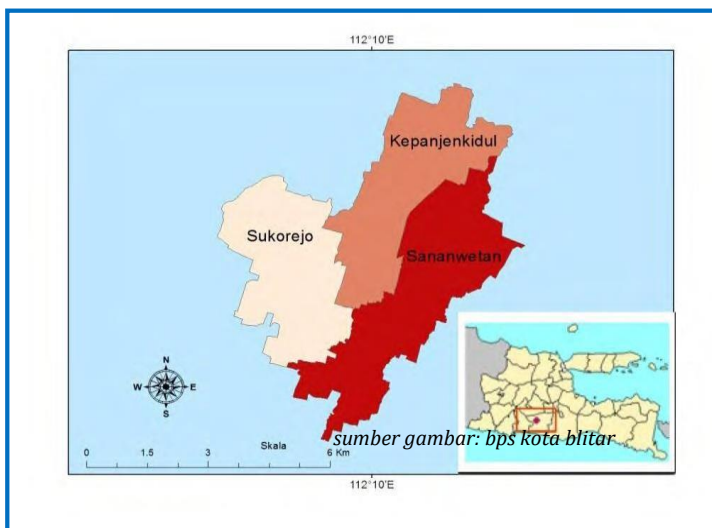 112°10'E
Kepanjenkidul
Sukorejo
Sananwetan
N
W E
S
sumber gambar: bps kota blitar
Skala
0 1.5 3 6 Km
112°10'E